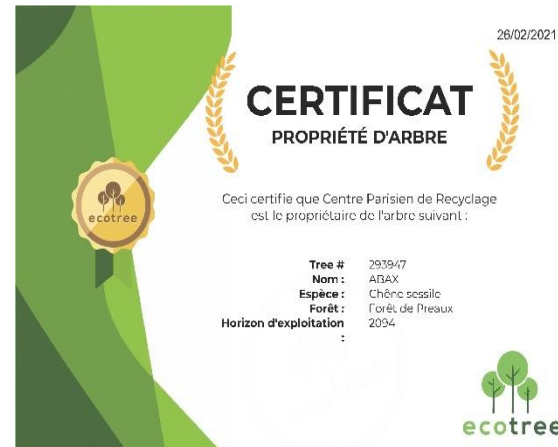 26/02/2021
CERTIFICAT
PROPRIÉTÉ D'ARBRE
ecotree
Ceci certifie que Centre Parisien de Recyclage
est le propriétaire de l'arbre suivant :
Tree # 293947
Nom : ABAX
Espèce : Chêne sessile
Forêt : Forêt de Preaux
Horizon d'exploitation 2094
:
ecotree